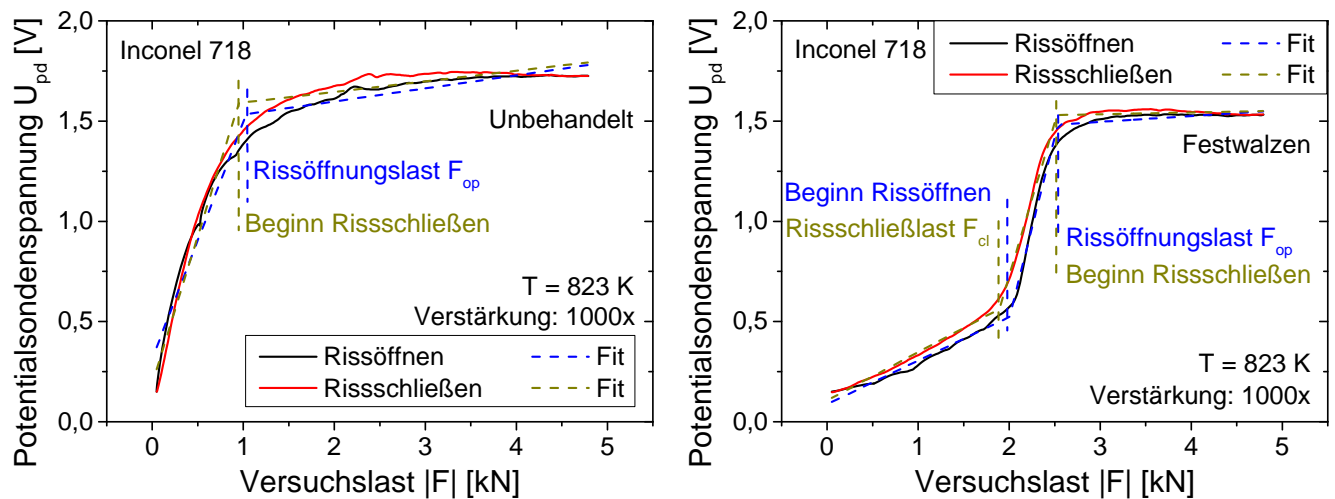 Potentialsondenspannung U_pd [V]
2,0
1,5
1,0
0,5
0,0
Inconel 718
Unbehandelt
Rissöffnungslast F_op
Beginn Rissschließen
T = 823 K
Verstärkung: 1000x
Rissöffnen
Fit
Rissschließen
Fit
0 1 2 3 4 5
Versuchslast |F| [kN]
Potentialsondenspannung U_pd [V]
2,0
1,5
1,0
0,5
0,0
Inconel 718
Rissöffnen
Fit
Rissschließen
Fit
Festwalzen
Beginn Rissöffnen
Rissschließlast F_cl
Rissöffnungslast F_op
Beginn Rissschließen
T = 823 K
Verstärkung: 1000x
0 1 2 3 4 5
Versuchslast |F| [kN]